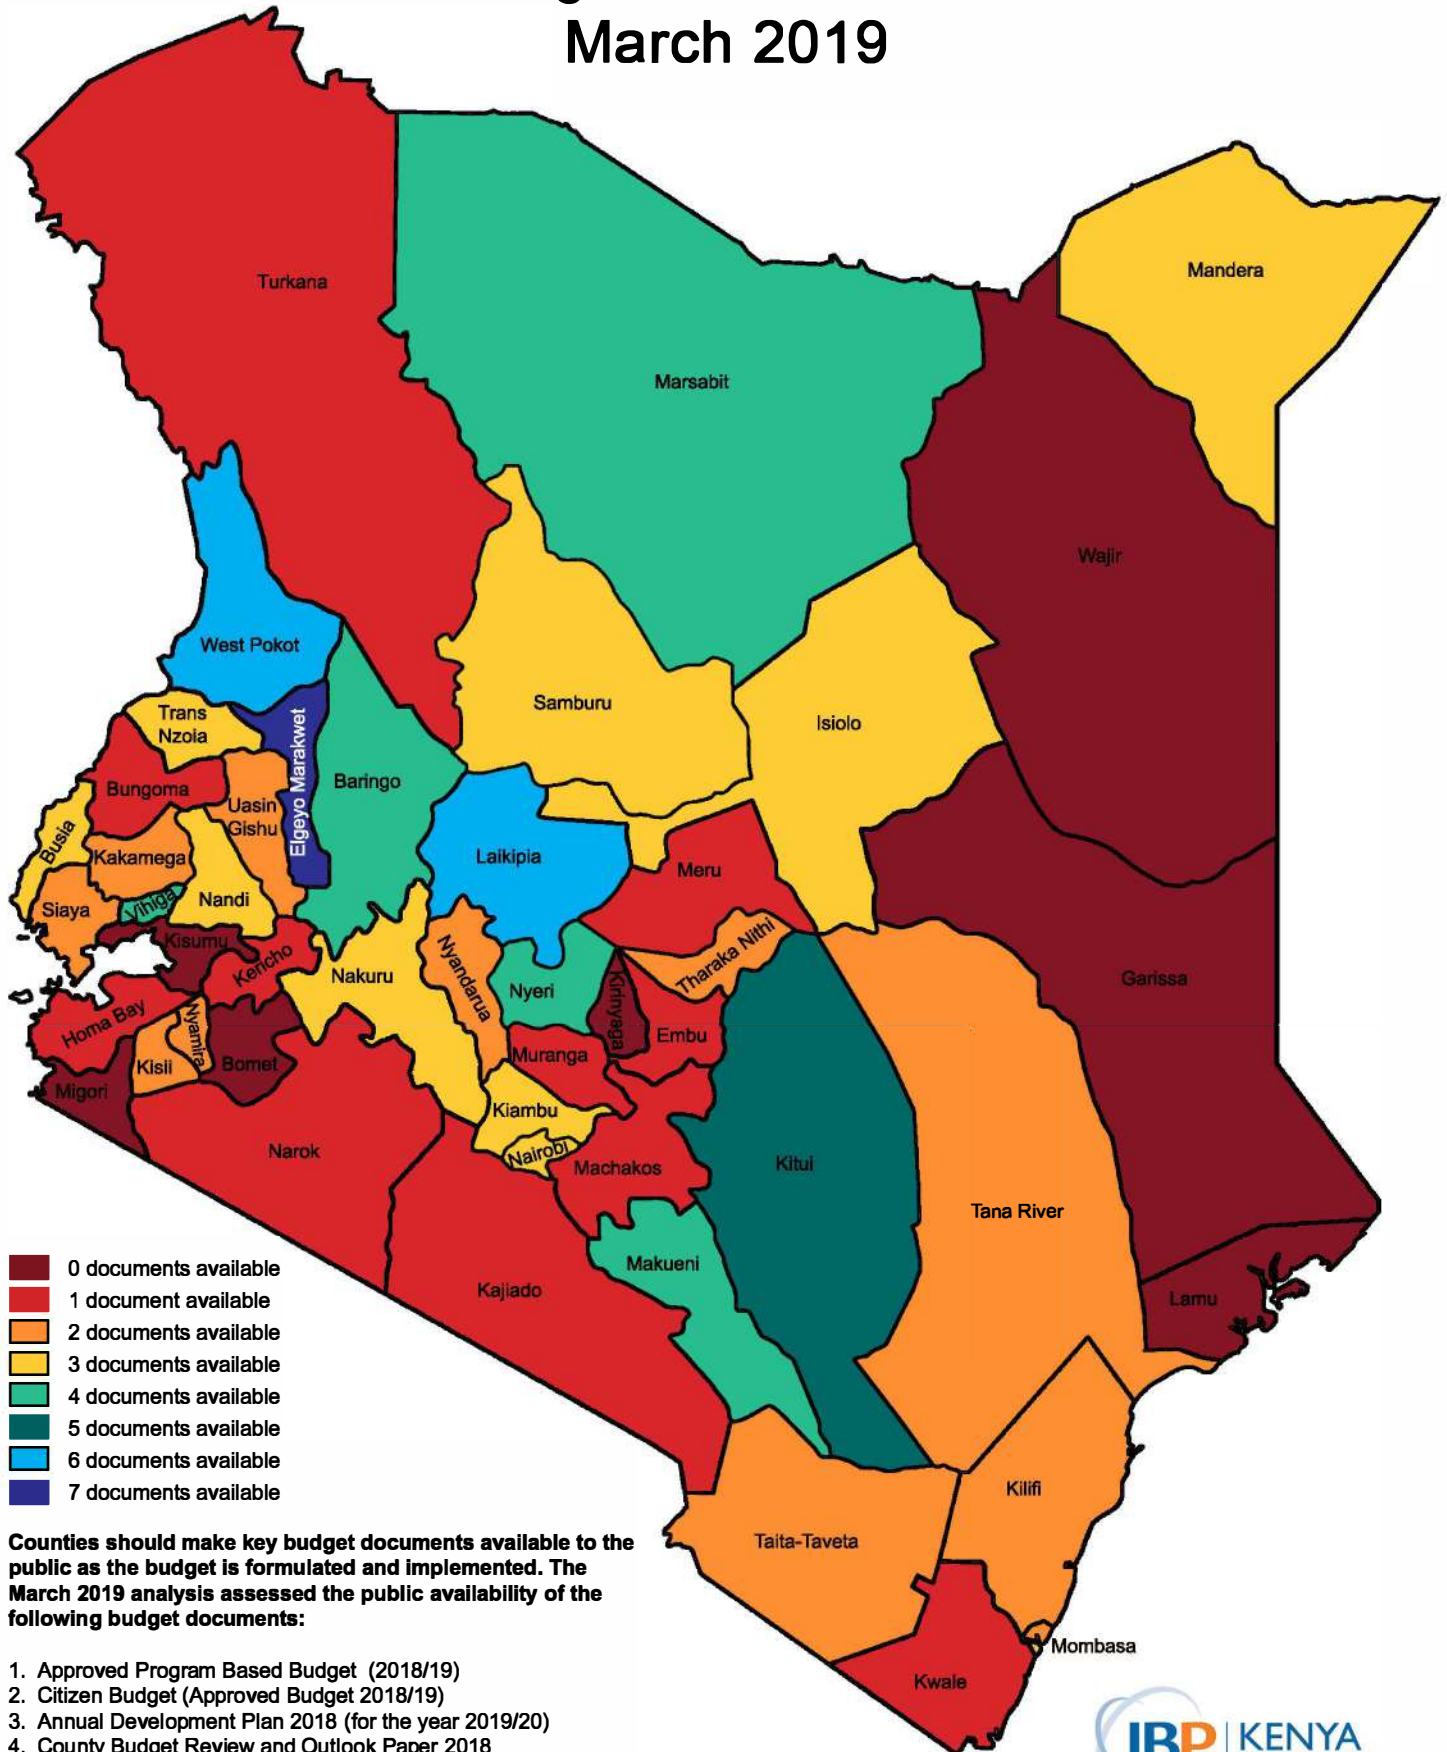 March 2019
Turkana
Mandera
Marsabit
Wajir
West Pokot
Samburu
Isiolo
Trans
Nzoia
Elgeyo Marakwet
Baringo
Bungoma
Uasin
Gishu
Busia
Kakamega
Laikipia
Meru
Siaya
Vihiga
Nandi
Kisumu
Kericho
Nakuru
Nyandarua
Nyeri
Kirinyaga
Tharaka Nithi
Garissa
Homa Bay
Nyamira
Kisii
Bomet
Muranga
Embu
Migori
Kiambu
Nairobi
Narok
Machakos
Kitui
Tana River
Makueni
Kajiado
Lamu
Kilifi
Taita-Taveta
Mombasa
Kwale
0 documents available
1 document available
2 documents available
3 documents available
4 documents available
5 documents available
6 documents available
7 documents available
Counties should make key budget documents available to the
public as the budget is formulated and implemented. The
March 2019 analysis assessed the public availability of the
following budget documents:
1. Approved Program Based Budget (2018/19)
2. Citizen Budget (Approved Budget 2018/19)
3. Annual Development Plan 2018 (for the year 2019/20)
4. County Budget Review and Outlook Paper 2018
IBP | KENYA